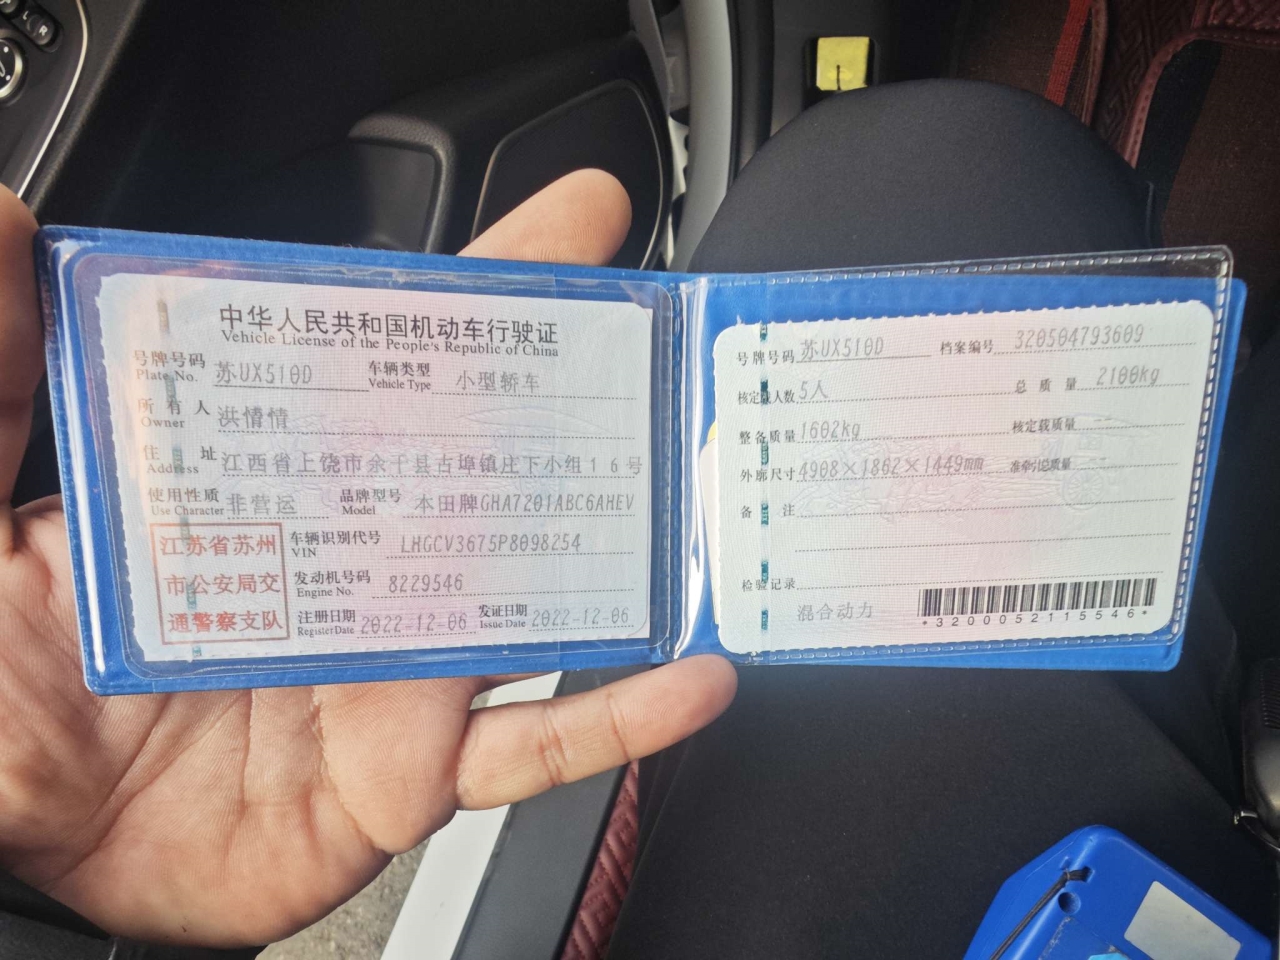 中华人民共和国机动车行驶证
Vehicle License of the People's Republic of China
号牌号码 Plate No. 苏UX510D 车辆类型 Vehicle Type 小型轿车
所有人 Owner 洪情情
住址 Address 江西省上饶市余干县古埠镇庄下小组16号
使用性质 Use Character 非营运 品牌型号 Model 本田牌GHA7201ABC6AHEV
江苏省苏州
市公安局交
通警察支队
车辆识别代号 VIN LHGCV3675P8098254
发动机号码 Engine No. 8229546
注册日期 Register Date 2022-12-06 发证日期 Issue Date 2022-12-06
号牌号码 苏UX510D 档案编号 320504793609
核定载人数 5人 总质量 2100kg
整备质量 1602kg 核定载质量 --
外廓尺寸 4908×1862×1449mm 准牵引总质量 --
备注
检验记录
混合动力
*3200052115546*
L R